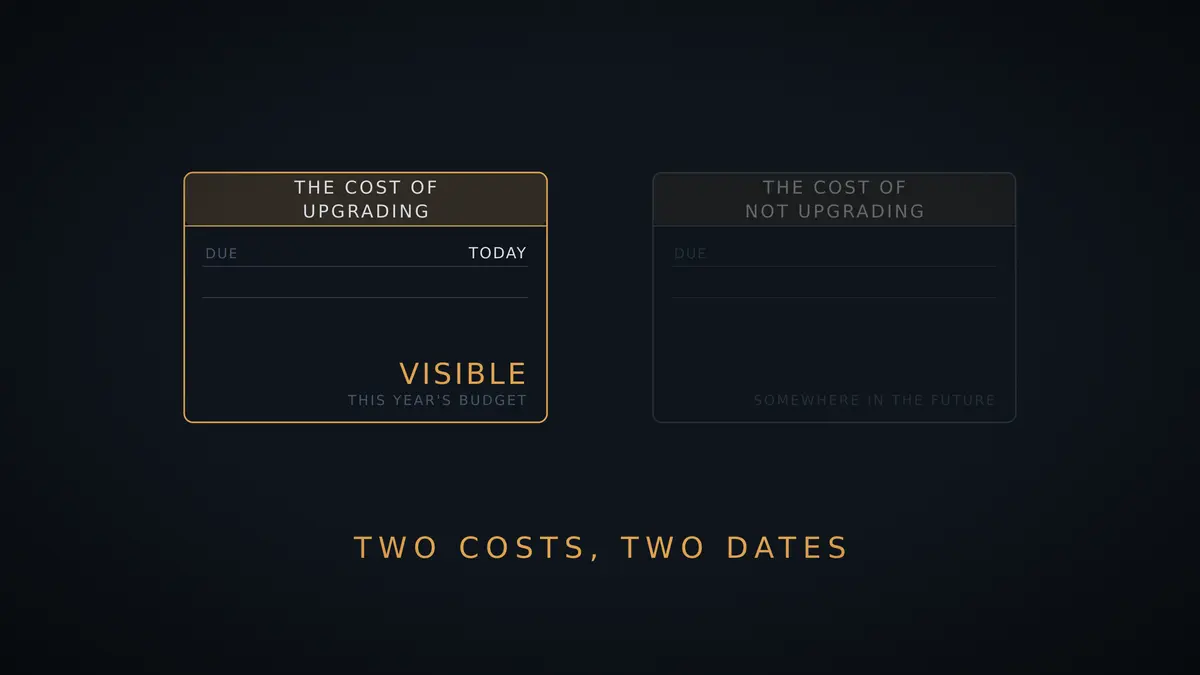 THE COST OF
UPGRADING
DUE TODAY
VISIBLE
THIS YEAR'S BUDGET
THE COST OF
NOT UPGRADING
DUE
SOMEWHERE IN THE FUTURE
TWO COSTS, TWO DATES